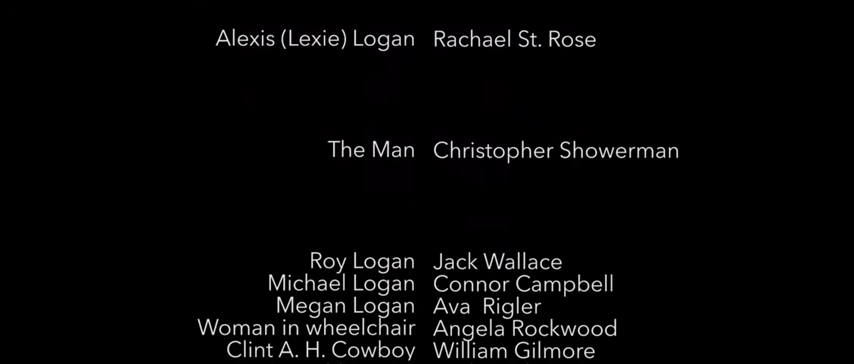 Alexis (Lexie) Logan Rachael St. Rose
The Man Christopher Showerman
Roy Logan Jack Wallace
Michael Logan Connor Campbell
Megan Logan Ava Rigler
Woman in wheelchair Angela Rockwood
Clint A. H. Cowboy William Gilmore